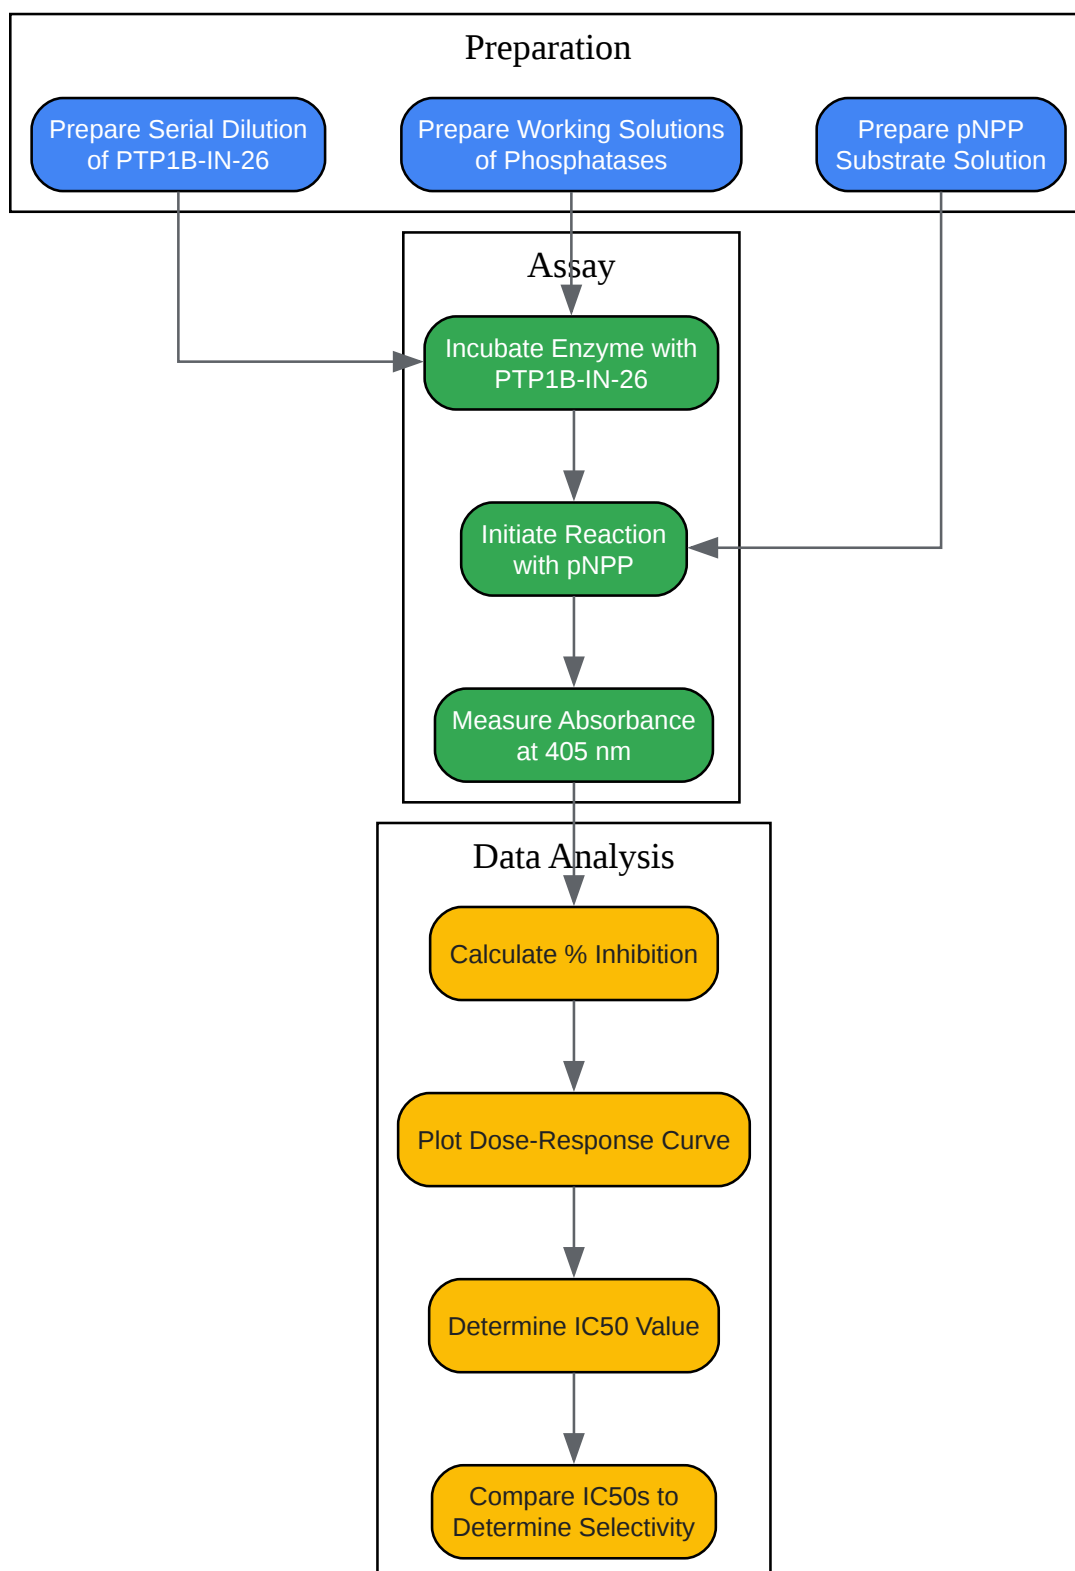 Preparation
Prepare Serial Dilution
of PTP1B-IN-26
Prepare Working Solutions
of Phosphatases
Prepare pNPP
Substrate Solution
Assay
Incubate Enzyme with
PTP1B-IN-26
Initiate Reaction
with pNPP
Measure Absorbance
at 405 nm
Data Analysis
Calculate % Inhibition
Plot Dose-Response Curve
Determine IC50 Value
Compare IC50s to
Determine Selectivity